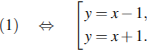 (1) ⇔ [ y = x − 1,
y = x + 1.